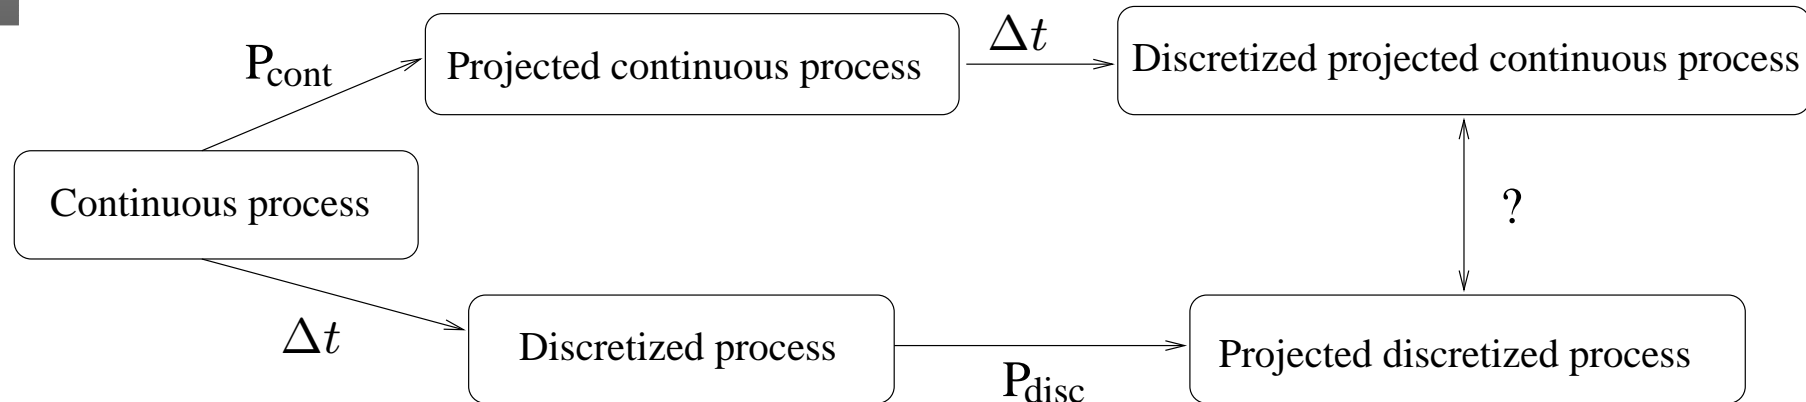 P_cont
Projected continuous process
Δt
Discretized projected continuous process
Continuous process
?
Δt
Discretized process
P_disc
Projected discretized process